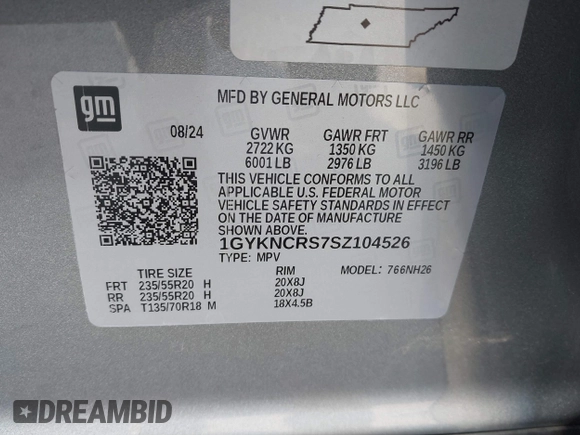 gm
MFD BY GENERAL MOTORS LLC
08/24 GVWR GAWR FRT GAWR RR
2722 KG 1350 KG 1450 KG
6001 LB 2976 LB 3196 LB
THIS VEHICLE CONFORMS TO ALL
APPLICABLE U.S. FEDERAL MOTOR
VEHICLE SAFETY STANDARDS IN EFFECT
ON THE DATE OF MANUFACTURE
SHOWN ABOVE.
1GYKNCRS7SZ104526
TYPE: MPV MODEL: 766NH26
TIRE SIZE RIM
FRT 235/55R20 H 20X8J
RR 235/55R20 H 20X8J
SPA T135/70R18 M 18X4.5B
DREAMBID